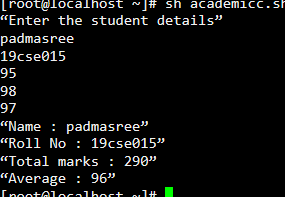 [root@localhost ~]# sh academicc.sh
“Enter the student details”
padmasree
19cse015
95
98
97
“Name : padmasree”
“Roll No : 19cse015”
“Total marks : 290”
“Average : 96”
[root@localhost ~]#